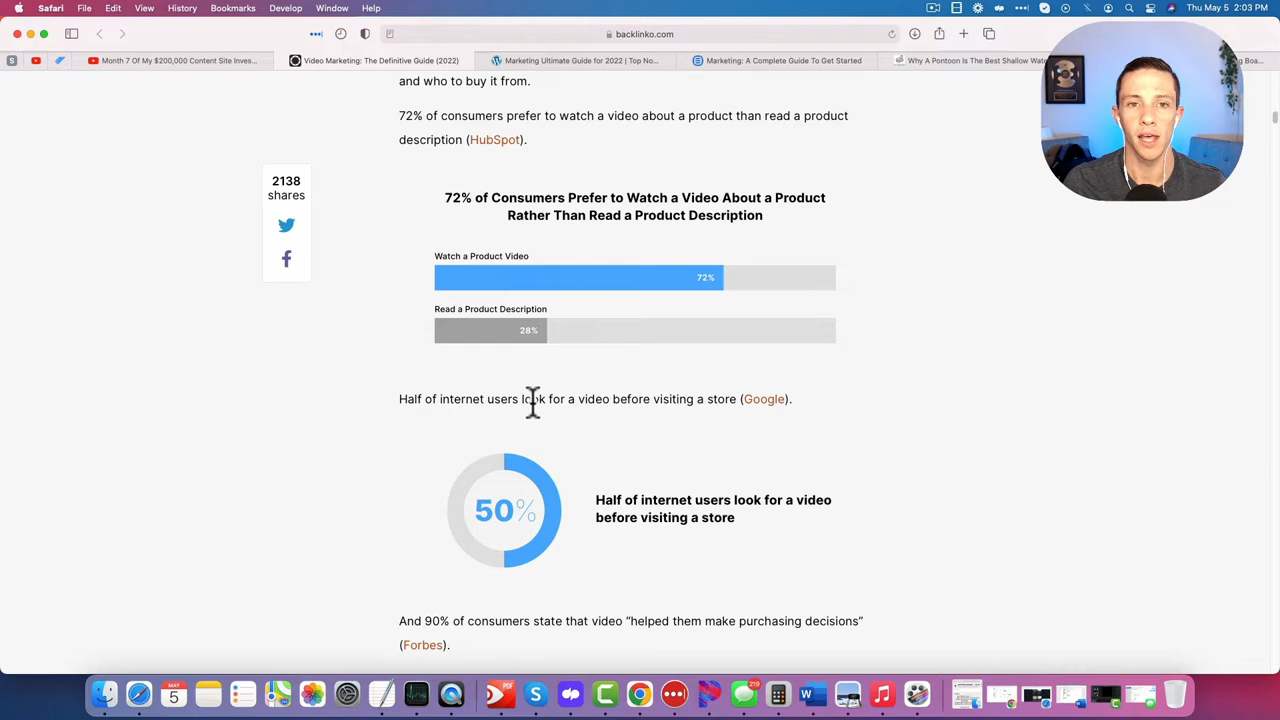 Safari File Edit View History Bookmarks Develop Window Help Thu May 5 2:03 PM
backlinko.com
S Month 7 Of My $200,000 Content Site Inves... Video Marketing: The Definitive Guide (2022) Marketing Ultimate Guide for 2022 | Top No... Marketing: A Complete Guide To Get Started Why A Pontoon Is The Best Shallow Wate
and who to buy it from.
72% of consumers prefer to watch a video about a product than read a product
description (HubSpot).
2138
shares
72% of Consumers Prefer to Watch a Video About a Product
Rather Than Read a Product Description
Watch a Product Video
72%
Read a Product Description
28%
Half of internet users look for a video before visiting a store (Google).
50%
Half of internet users look for a video
before visiting a store
And 90% of consumers state that video “helped them make purchasing decisions”
(Forbes).
MAY
5
219